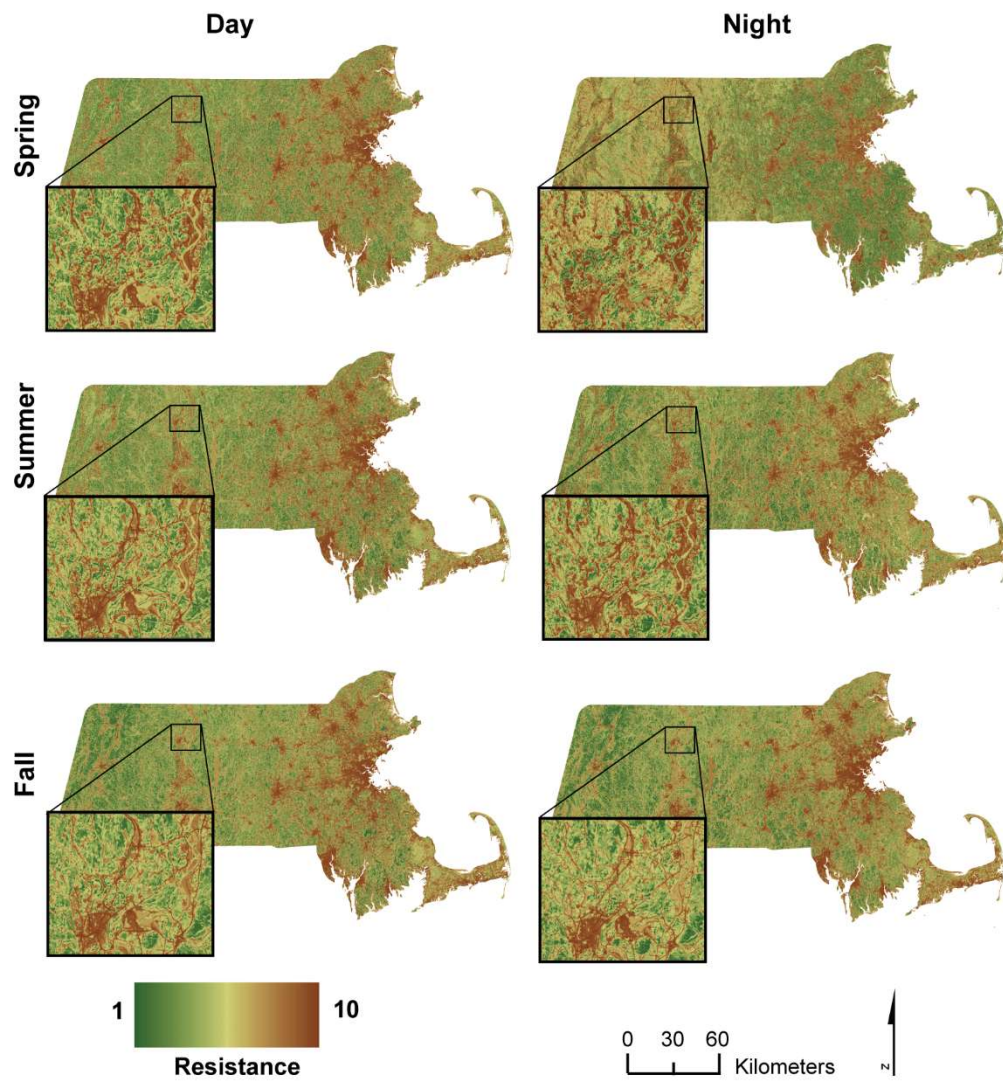 Day
Night
Spring
Summer
Fall
1
10
Resistance
0 30 60
Kilometers
N